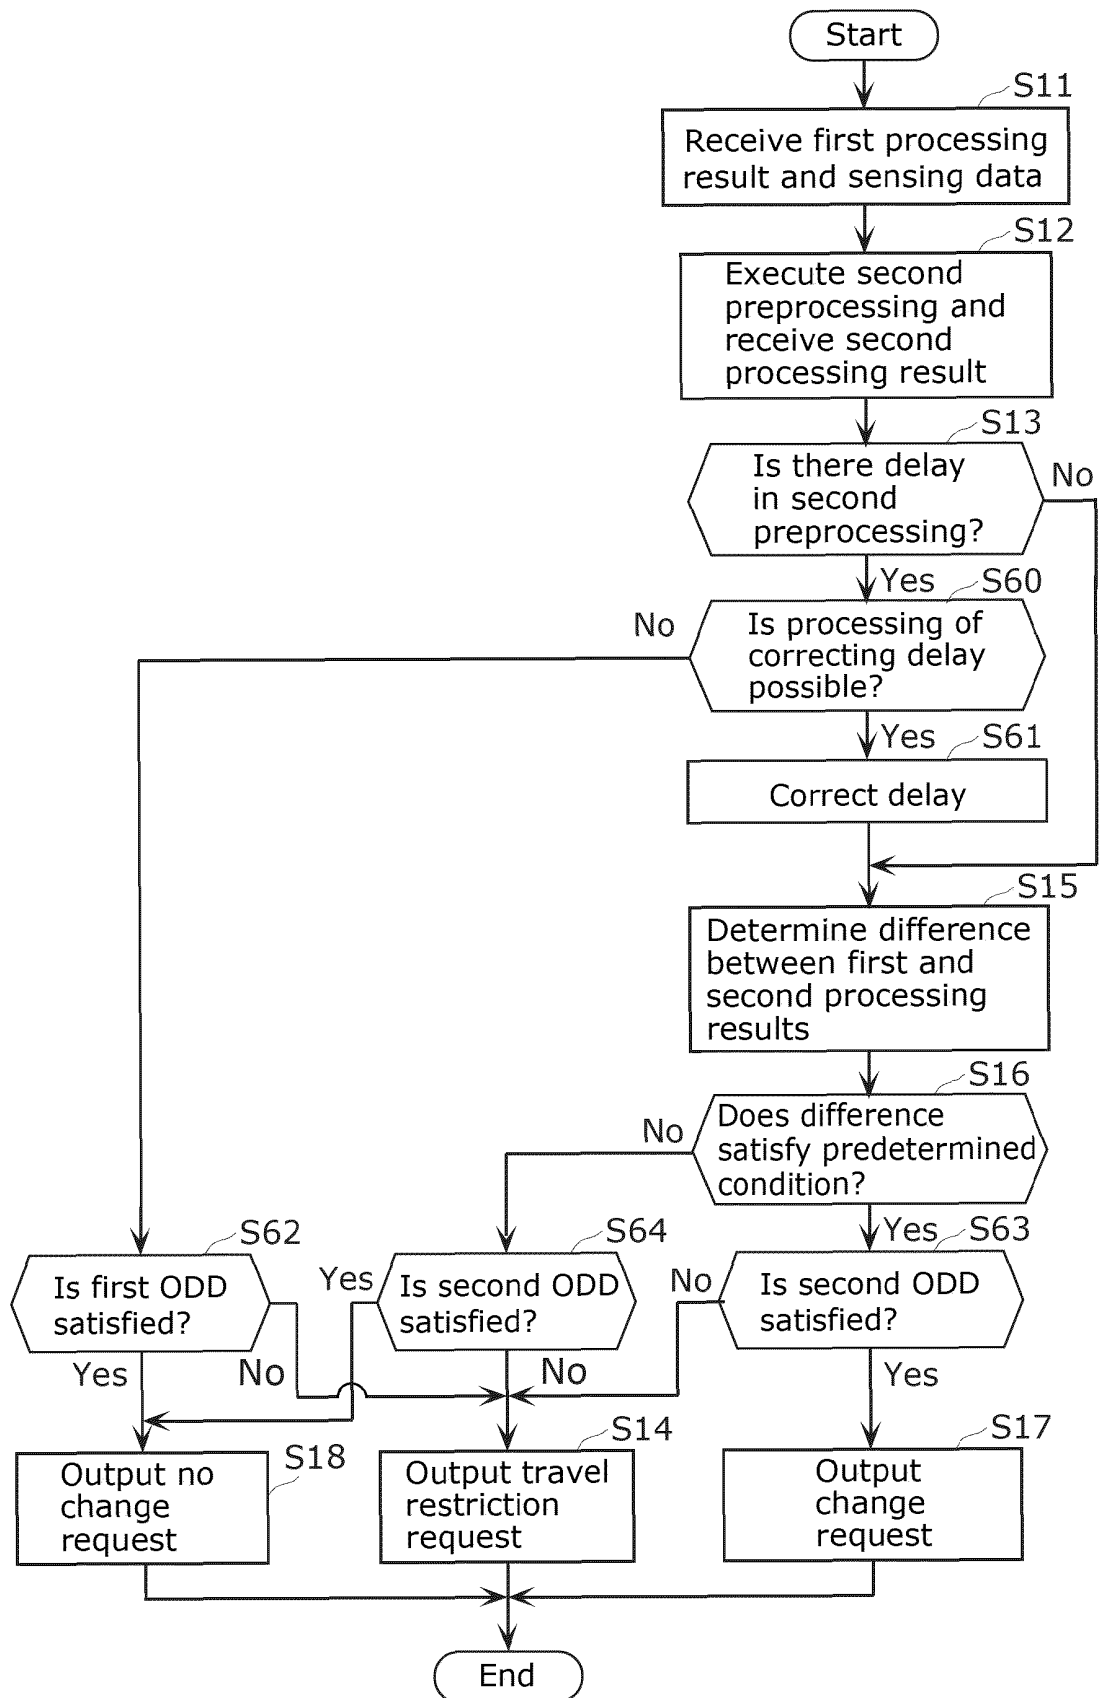 Start
S11
Receive first processing
result and sensing data
S12
Execute second
preprocessing and
receive second
processing result
S13
Is there delay
in second
preprocessing?
No
Yes
S60
No
Is processing of
correcting delay
possible?
Yes
S61
Correct delay
S15
Determine difference
between first and
second processing
results
S16
No
Does difference
satisfy predetermined
condition?
Yes
S62
S64
S63
Is first ODD
satisfied?
Yes
Is second ODD
satisfied?
No
Is second ODD
satisfied?
Yes
No
No
Yes
S18
S14
S17
Output no
change
request
Output travel
restriction
request
Output
change
request
End